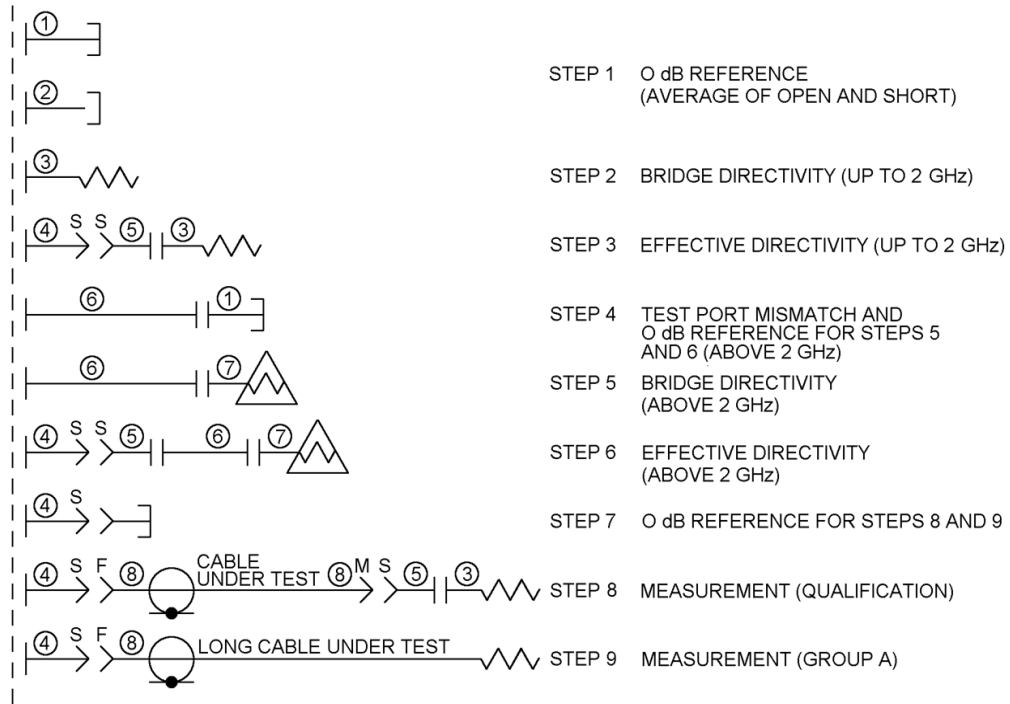 ①
STEP 1 O dB REFERENCE
(AVERAGE OF OPEN AND SHORT)
②
③
STEP 2 BRIDGE DIRECTIVITY (UP TO 2 GHz)
④ S S ⑤ ③
STEP 3 EFFECTIVE DIRECTIVITY (UP TO 2 GHz)
⑥ ①
STEP 4 TEST PORT MISMATCH AND
O dB REFERENCE FOR STEPS 5
AND 6 (ABOVE 2 GHz)
⑥ ⑦
STEP 5 BRIDGE DIRECTIVITY
(ABOVE 2 GHz)
④ S S ⑤ ⑥ ⑦
STEP 6 EFFECTIVE DIRECTIVITY
(ABOVE 2 GHz)
④ S
STEP 7 O dB REFERENCE FOR STEPS 8 AND 9
④ S F ⑧ CABLE
UNDER TEST ⑧ M S ⑤ ③
STEP 8 MEASUREMENT (QUALIFICATION)
④ S F ⑧ LONG CABLE UNDER TEST
STEP 9 MEASUREMENT (GROUP A)